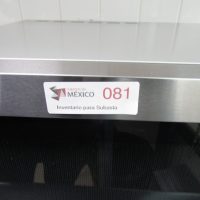 MÉXICO 081
Inventario para Subasta